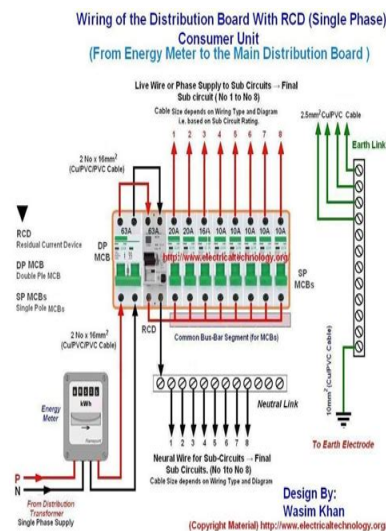 Wiring of the Distribution Board With RCD (Single Phase)
Consumer Unit
(From Energy Meter to the Main Distribution Board )
Live Wire or Phase Supply to Sub Circuits → Final
Sub circuit ( No 1 to No 8)
Cable Size depends on Wiring Type and Diagram
i.e. based on Sub Circuit Rating.
1 2 3 4 5 6 7 8
2.5mm² Cu/PVC Cable
Earth Link
2 No x 16mm²
(Cu/PVC/PVC Cable)
RCD
Residual Current Device
DP MCB
Double Ple MCB
SP MCBs
Single Pole MCBs
DP
MCB
63A 63A 20A 20A 16A 10A 10A 10A 10A 10A
http://www.electricaltechnology.org
SP
MCBs
RCD
Common Bus-Bar Segment (for MCBs)
2 No x 16mm²
(Cu/PVC/PVC Cable)
Energy
Meter
kWh
Neutral Link
1 2 3 4 5 6 7 8
10mm² (Cu/PVC Cable)
To Earth Electrode
Neural Wire for Sub-Circuits → Final
Sub Circuits. (No 1to No 8)
Cable Size depends on Wiring Type and Diagram
P
N
From Distribution
Transformer
Single Phase Supply
Design By:
Wasim Khan
(Copyright Material) http://www.electricaltechnology.org